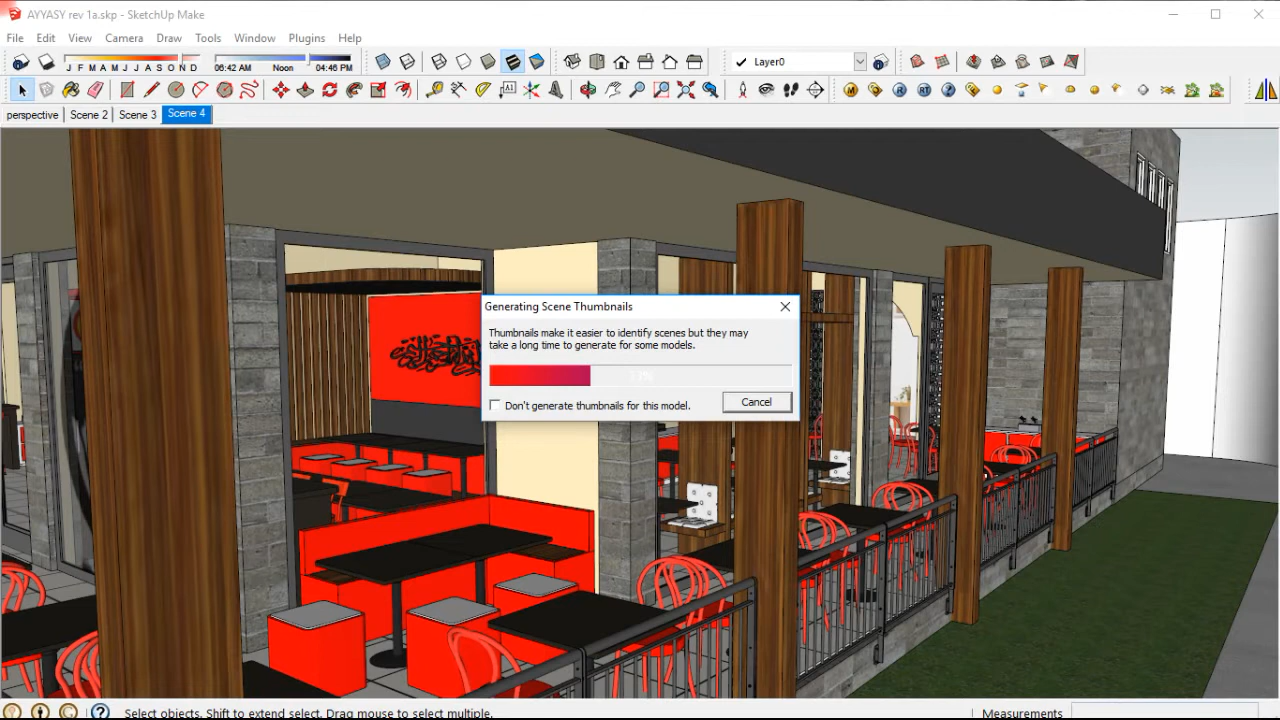 AYYASY rev 1a.skp - SketchUp Make
File Edit View Camera Draw Tools Window Plugins Help
J F M A M J J A S O N D
06:42 AM Noon 04:46 PM
Layer0
perspective Scene 2 Scene 3 Scene 4
Generating Scene Thumbnails
Thumbnails make it easier to identify scenes but they may
take a long time to generate for some models.
Don't generate thumbnails for this model.
Cancel
Select objects. Shift to extend select. Drag mouse to select multiple.
Measurements